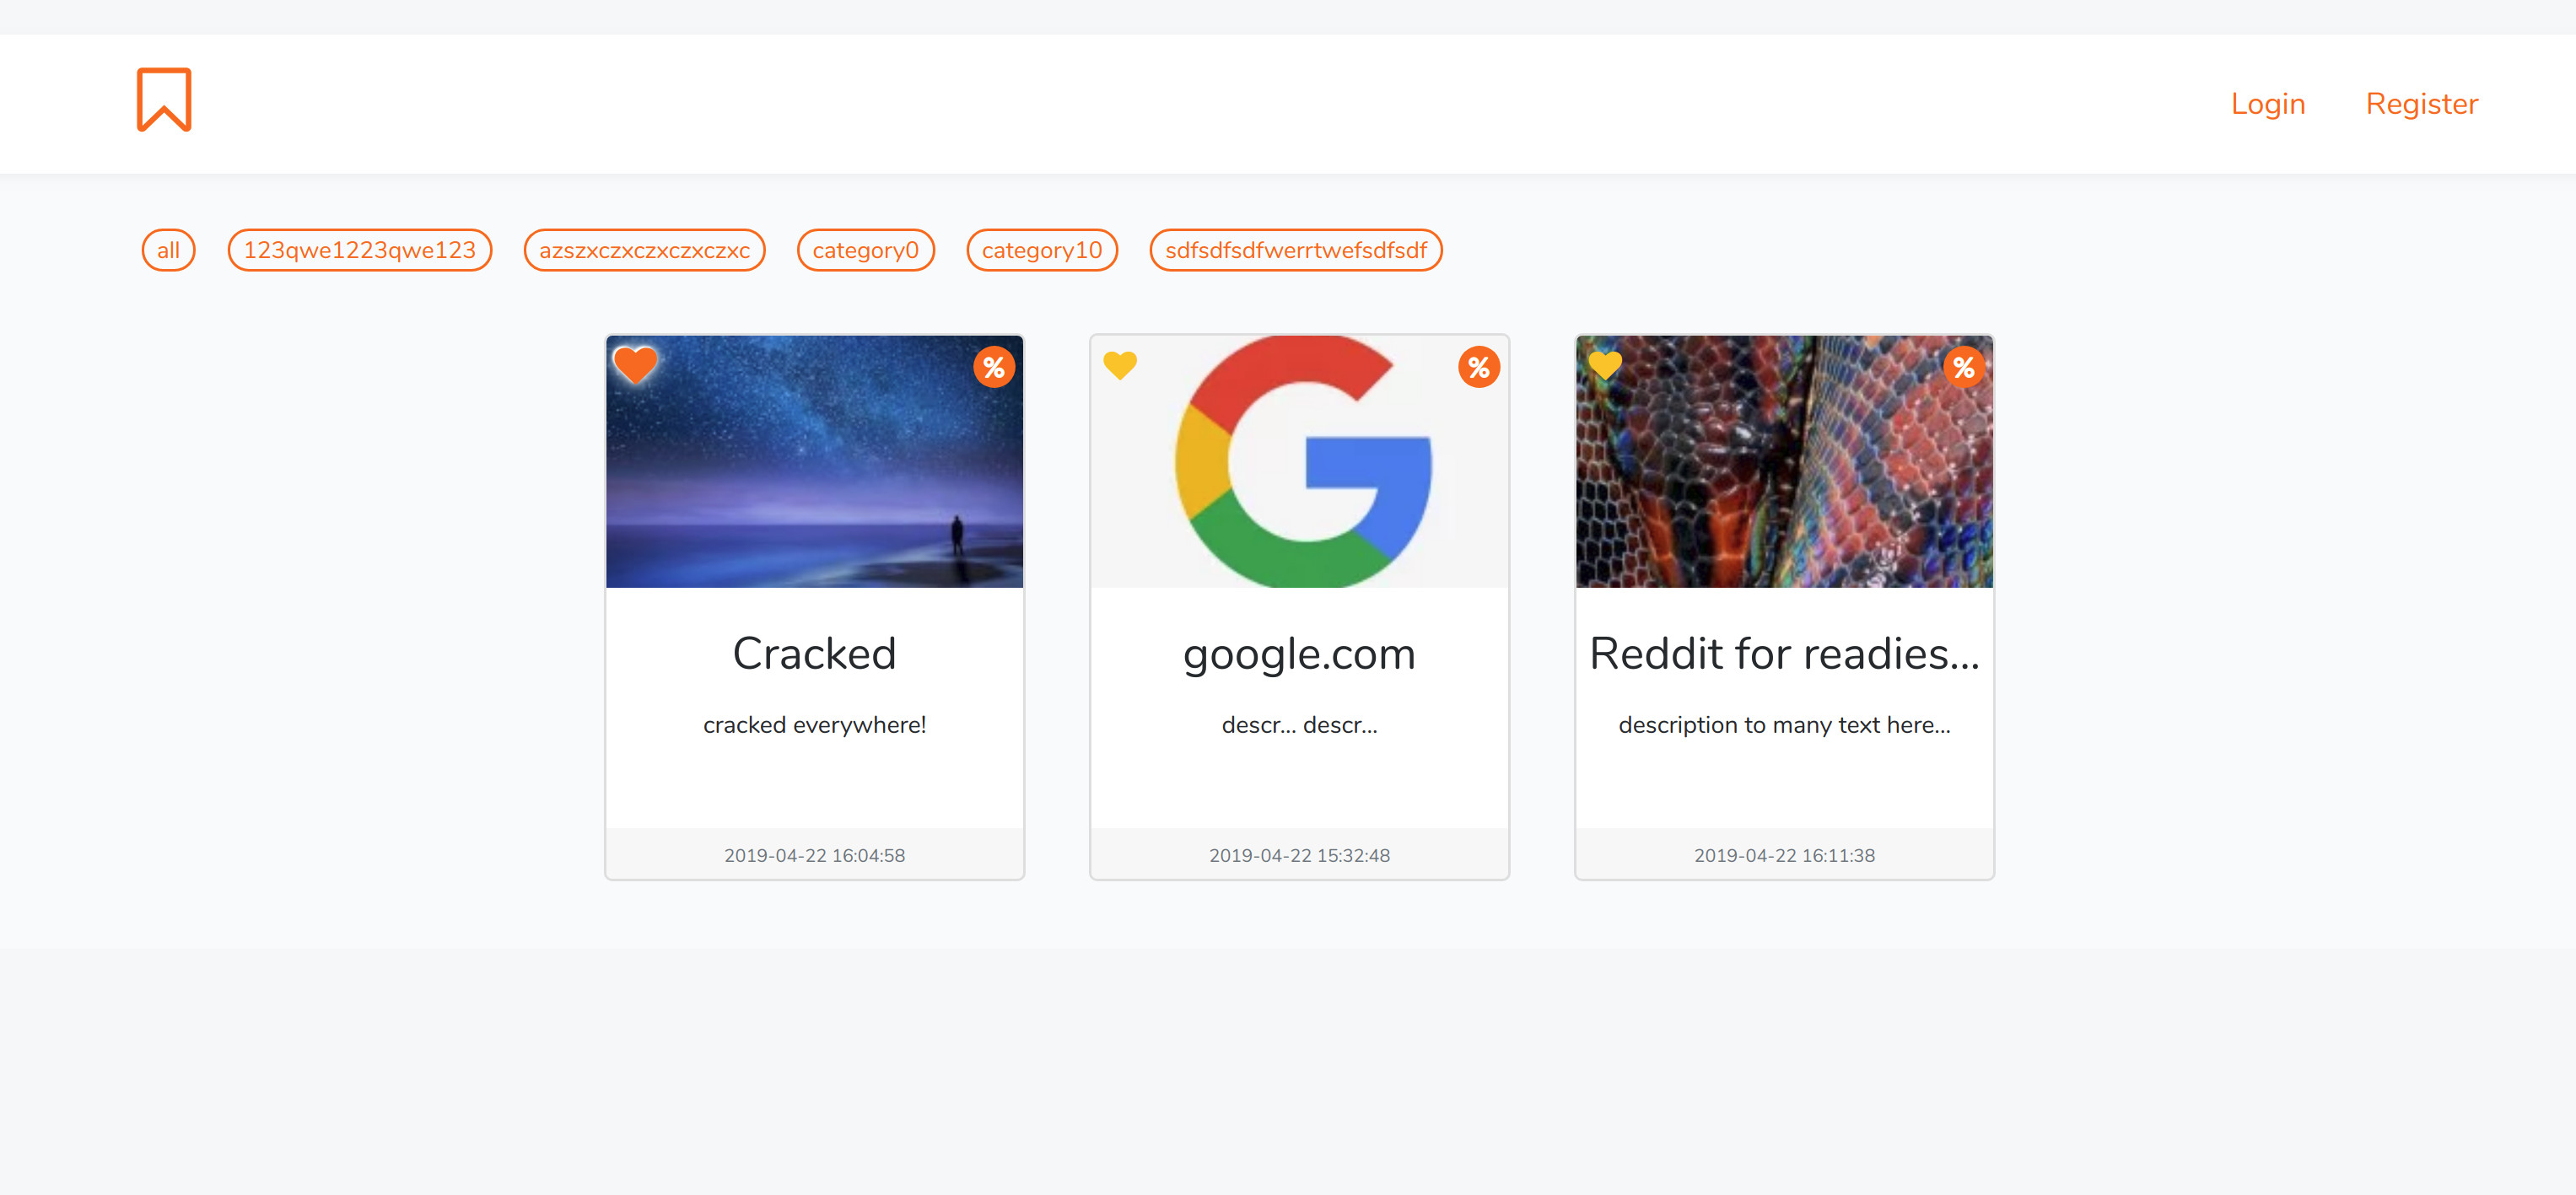 Login Register
all 123qwe1223qwe123 azszxczxczxczxczxc category0 category10 sdfsdfsdfwerrtwefsdfsdf
% % %
Cracked google.com Reddit for readies...
cracked everywhere! descr... descr... description to many text here...
2019-04-22 16:04:58 2019-04-22 15:32:48 2019-04-22 16:11:38